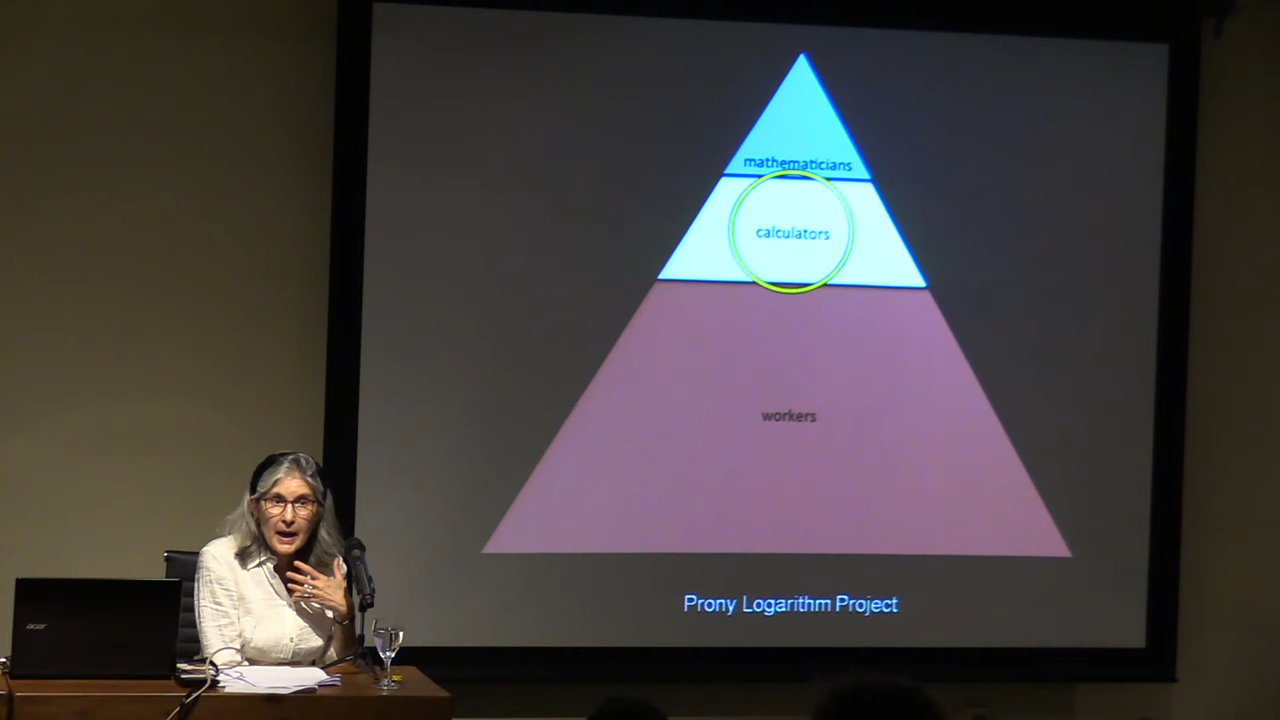 mathematicians
calculators
workers
Prony Logarithm Project
acer